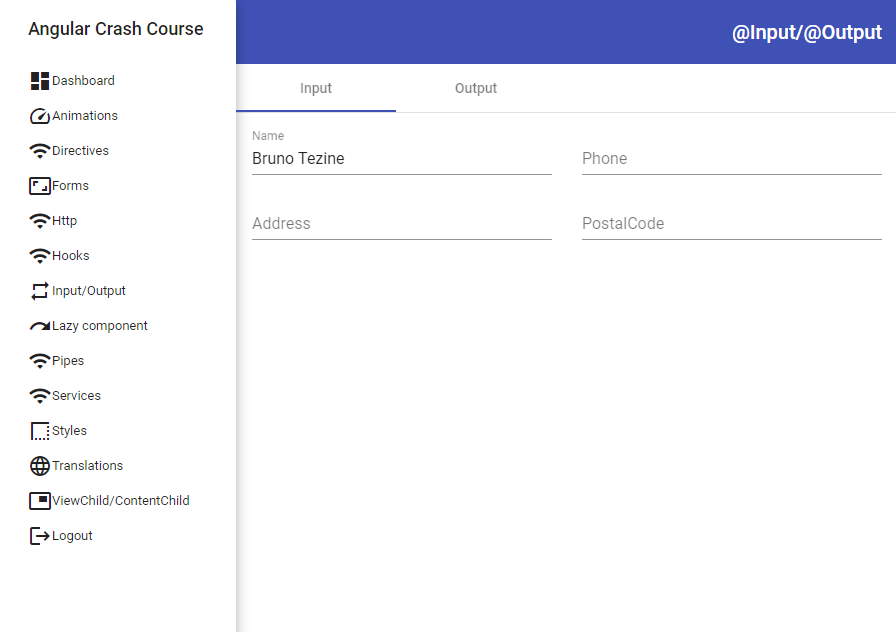 Angular Crash Course
Dashboard
Animations
Directives
Forms
Http
Hooks
Input/Output
Lazy component
Pipes
Services
Styles
Translations
ViewChild/ContentChild
Logout
@Input/@Output
Input Output
Name
Bruno Tezine Phone
Address PostalCode